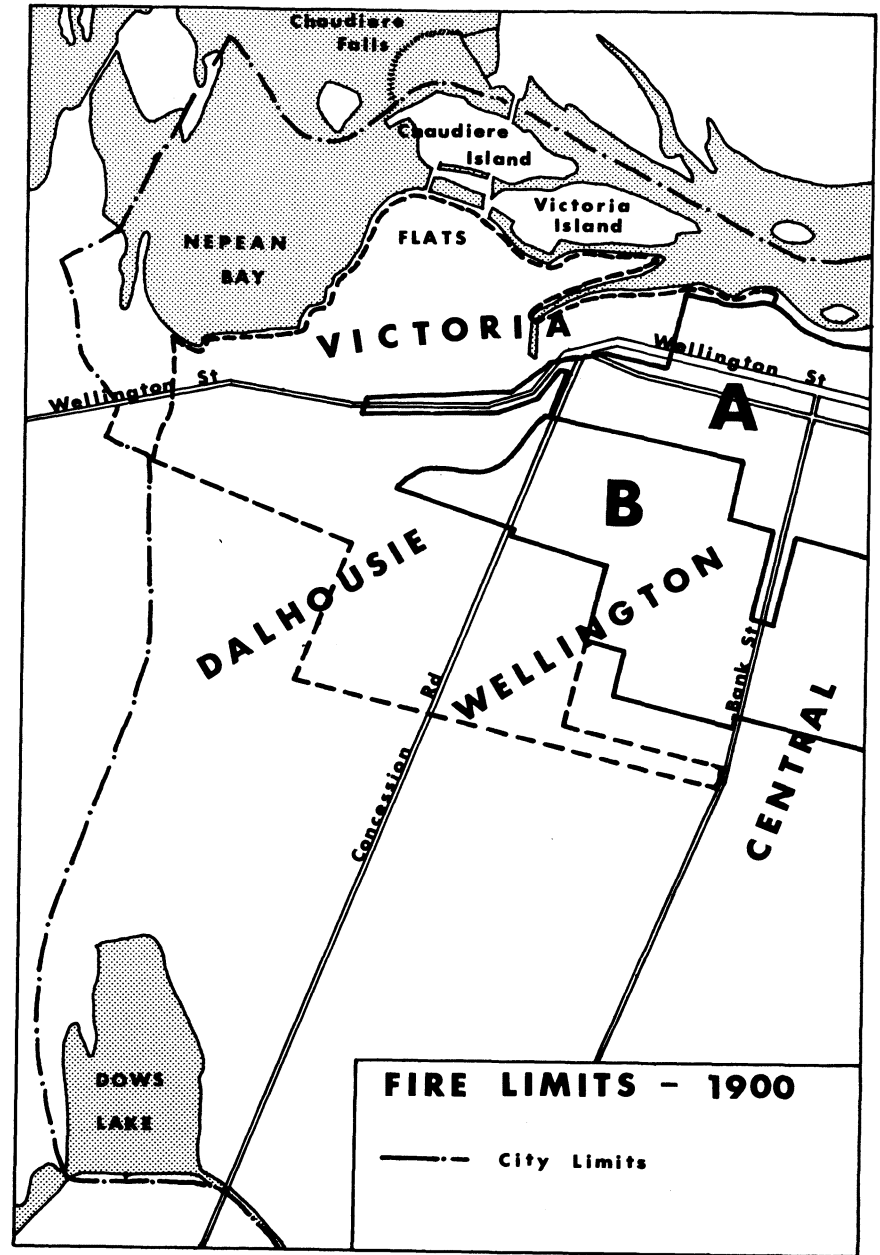 Chaudiere
Falls
Chaudiere
Island
Victoria
Island
NEPEAN
BAY
FLATS
VICTORIA
Wellington St
Wellington St
A
B
DALHOUSIE
WELLINGTON
Bank St
Concession Rd
CENTRAL
DOWS
LAKE
FIRE LIMITS - 1900
City Limits